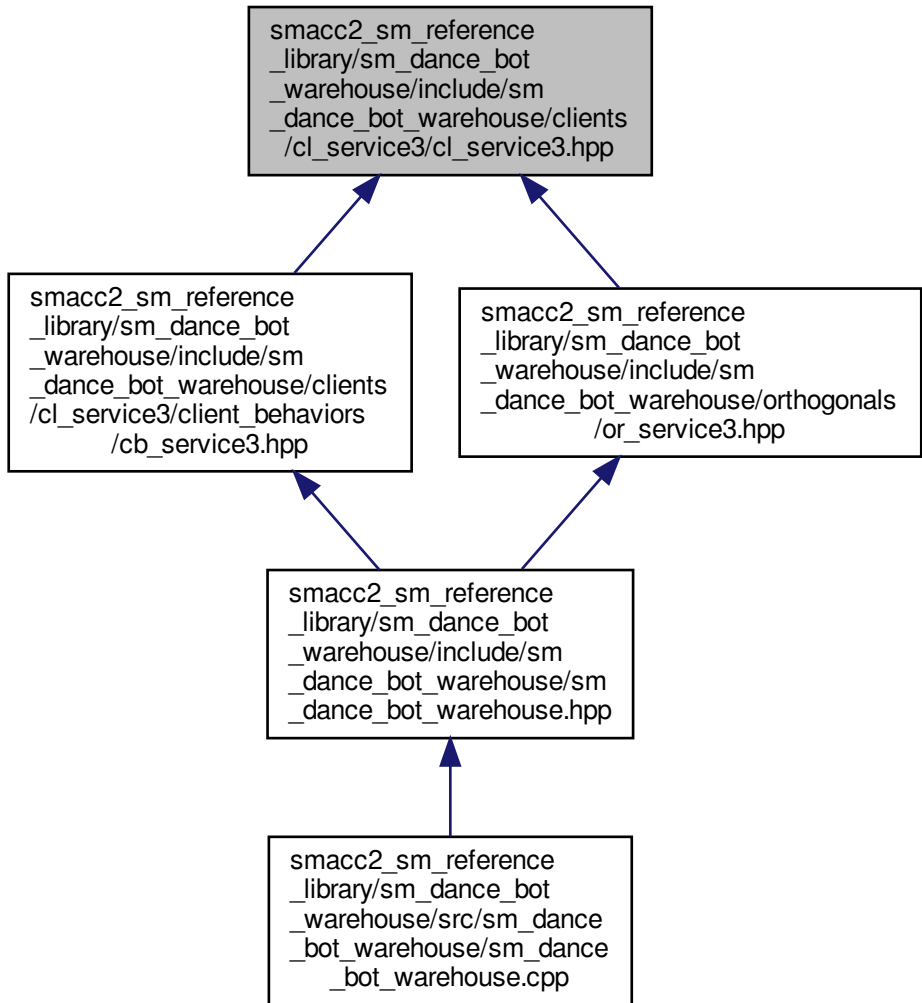 smacc2_sm_reference
_library/sm_dance_bot
_warehouse/include/sm
_dance_bot_warehouse/clients
/cl_service3/cl_service3.hpp
smacc2_sm_reference
_library/sm_dance_bot
_warehouse/include/sm
_dance_bot_warehouse/clients
/cl_service3/client_behaviors
/cb_service3.hpp
smacc2_sm_reference
_library/sm_dance_bot
_warehouse/include/sm
_dance_bot_warehouse/orthogonals
/or_service3.hpp
smacc2_sm_reference
_library/sm_dance_bot
_warehouse/include/sm
_dance_bot_warehouse/sm
_dance_bot_warehouse.hpp
smacc2_sm_reference
_library/sm_dance_bot
_warehouse/src/sm_dance
_bot_warehouse/sm_dance
_bot_warehouse.cpp